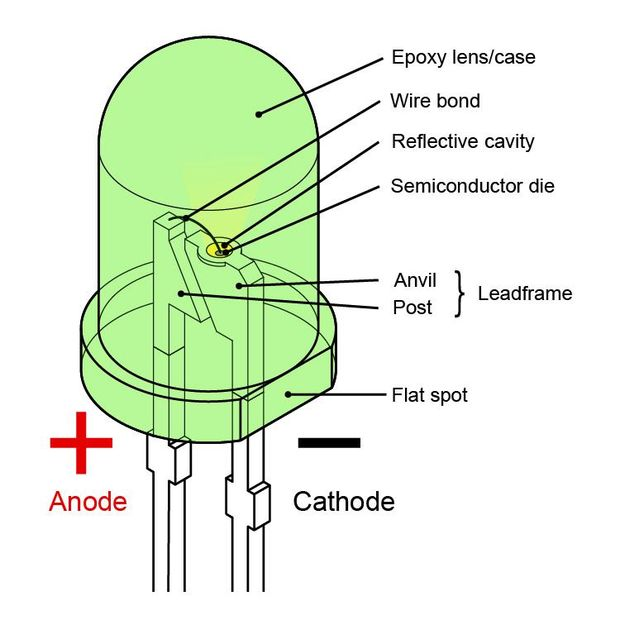 Epoxy lens/case
Wire bond
Reflective cavity
Semiconductor die
Anvil
Post
Leadframe
Flat spot
+
−
Anode
Cathode